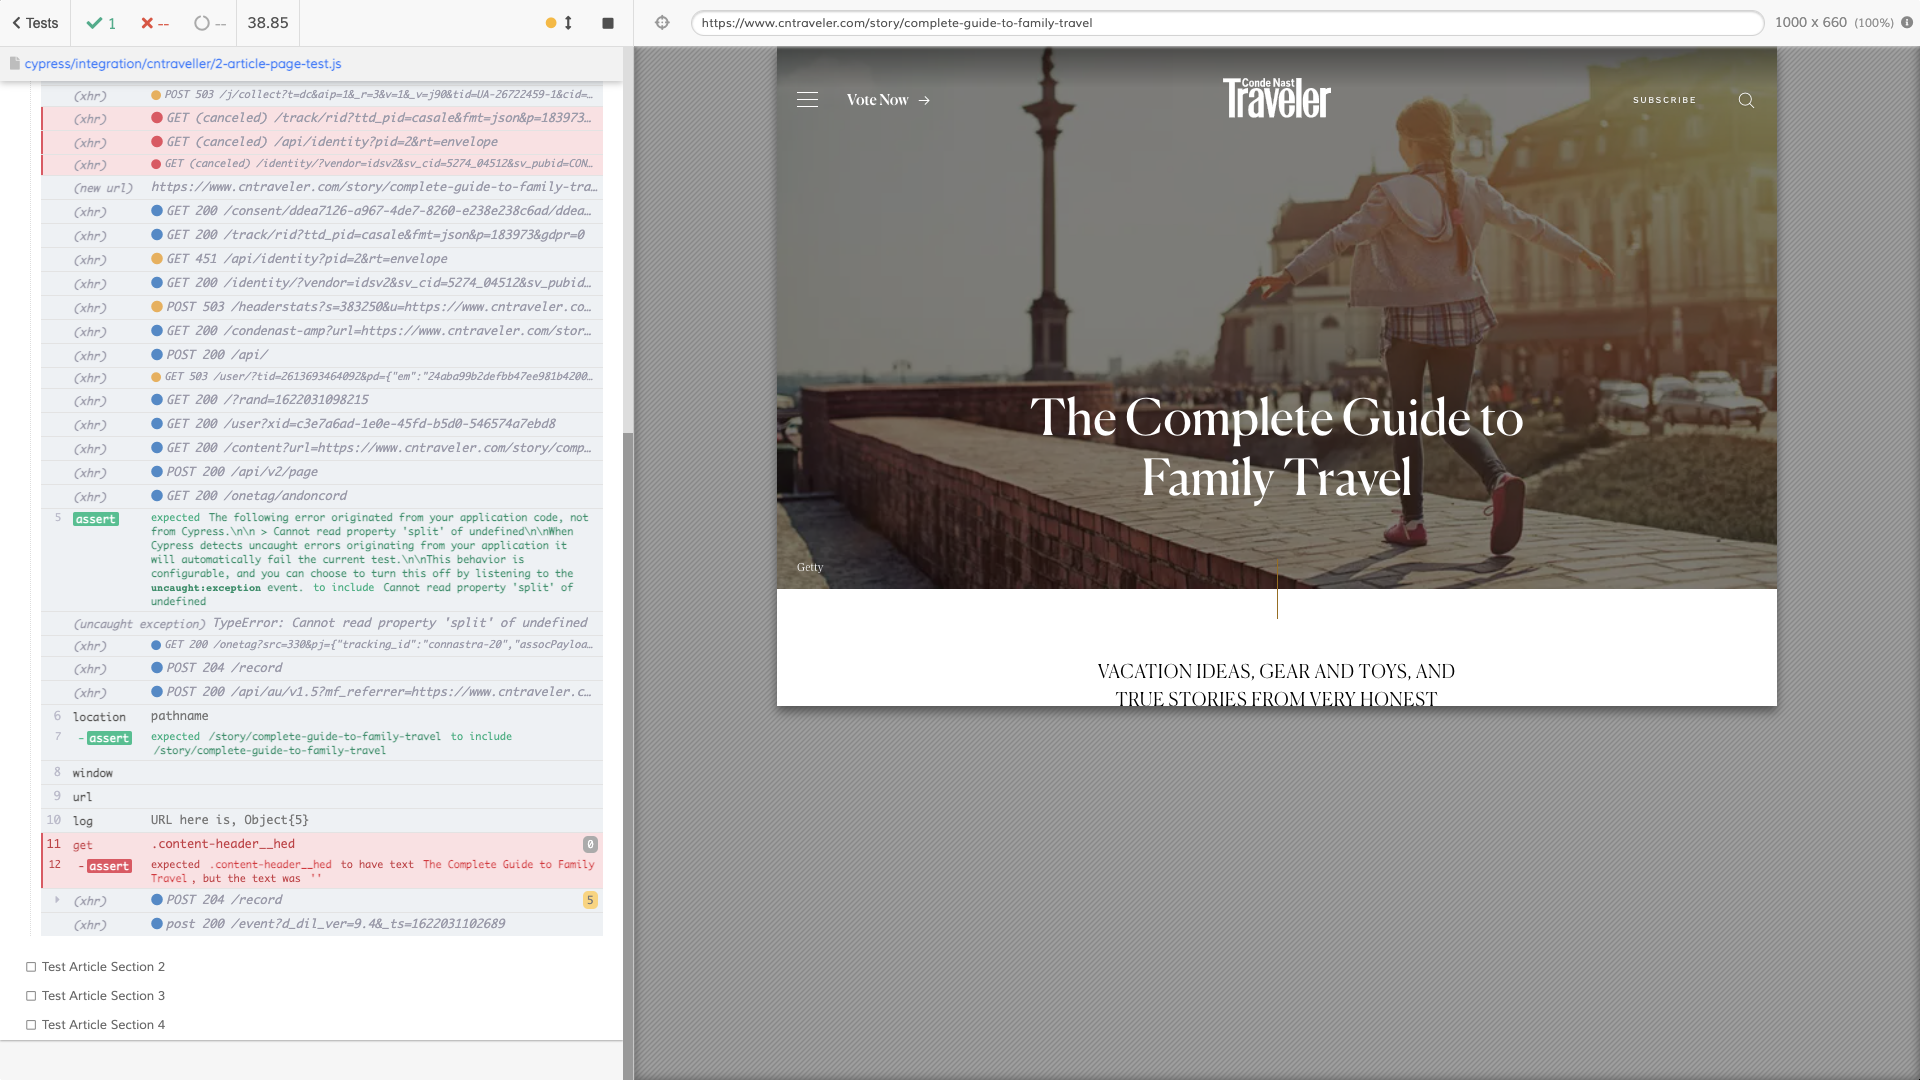 Tests
1
--
--
38.85
https://www.cntraveler.com/story/complete-guide-to-family-travel
1000 x 660 (100%)
cypress/integration/cntraveller/2-article-page-test.js
(xhr) POST 503 /j/collect?t=dc&aip=1&_r=3&v=1&_v=j90&tid=UA-26722459-1&cid=…
(xhr) GET (canceled) /track/rid?ttd_pid=casale&fmt=json&p=183973…
(xhr) GET (canceled) /api/identity?pid=2&rt=envelope
(xhr) GET (canceled) /identity/?vendor=idsv2&sv_cid=5274_04512&sv_pubid=CON…
(new url) https://www.cntraveler.com/story/complete-guide-to-family-tra…
(xhr) GET 200 /consent/ddea7126-a967-4de7-8260-e238e238c6ad/ddea…
(xhr) GET 200 /track/rid?ttd_pid=casale&fmt=json&p=183973&gdpr=0
(xhr) GET 451 /api/identity?pid=2&rt=envelope
(xhr) GET 200 /identity/?vendor=idsv2&sv_cid=5274_04512&sv_pubid…
(xhr) POST 503 /headerstats?s=383250&u=https://www.cntraveler.co…
(xhr) GET 200 /condenast-amp?url=https://www.cntraveler.com/stor…
(xhr) POST 200 /api/
(xhr) GET 503 /user/?tid=2613693464092&pd={"em":"24aba99b2defbb47ee981b4200…
(xhr) GET 200 /?rand=1622031098215
(xhr) GET 200 /user?xid=c3e7a6ad-1e0e-45fd-b5d0-546574a7ebd8
(xhr) GET 200 /content?url=https://www.cntraveler.com/story/comp…
(xhr) POST 200 /api/v2/page
(xhr) GET 200 /onetag/andoncord
5 assert expected The following error originated from your application code, not
from Cypress.\n\n > Cannot read property 'split' of undefined\n\nWhen
Cypress detects uncaught errors originating from your application it
will automatically fail the current test.\n\nThis behavior is
configurable, and you can choose to turn this off by listening to the
uncaught:exception event. to include Cannot read property 'split' of
undefined
(uncaught exception) TypeError: Cannot read property 'split' of undefined
(xhr) GET 200 /onetag?src=330&pj={"tracking_id":"connastra-20","assocPayloa…
(xhr) POST 204 /record
(xhr) POST 200 /api/au/v1.5?mf_referrer=https://www.cntraveler.c…
6 location pathname
7 - assert expected /story/complete-guide-to-family-travel to include
/story/complete-guide-to-family-travel
8 window
9 url
10 log URL here is, Object{5}
11 get .content-header__hed 0
12 - assert expected .content-header__hed to have text The Complete Guide to Family
Travel, but the text was ''
(xhr) POST 204 /record 5
(xhr) post 200 /event?d_dil_ver=9.4&_ts=1622031102689
Test Article Section 2
Test Article Section 3
Test Article Section 4
Vote Now →
Conde Nast
Traveler
SUBSCRIBE
The Complete Guide to
Family Travel
Getty
VACATION IDEAS, GEAR AND TOYS, AND
TRUE STORIES FROM VERY HONEST